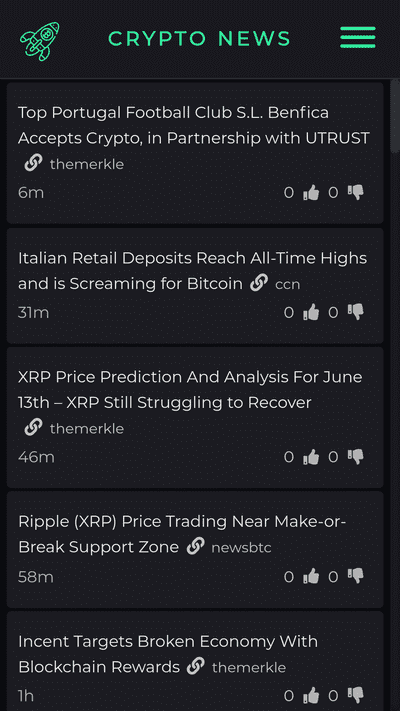 CRYPTO NEWS
Top Portugal Football Club S.L. Benfica
Accepts Crypto, in Partnership with UTRUST
themerkle
6m 0 0
Italian Retail Deposits Reach All-Time Highs
and is Screaming for Bitcoin ccn
31m 0 0
XRP Price Prediction And Analysis For June
13th – XRP Still Struggling to Recover
themerkle
46m 0 0
Ripple (XRP) Price Trading Near Make-or-
Break Support Zone newsbtc
58m 0 0
Incent Targets Broken Economy With
Blockchain Rewards themerkle
1h 0 0